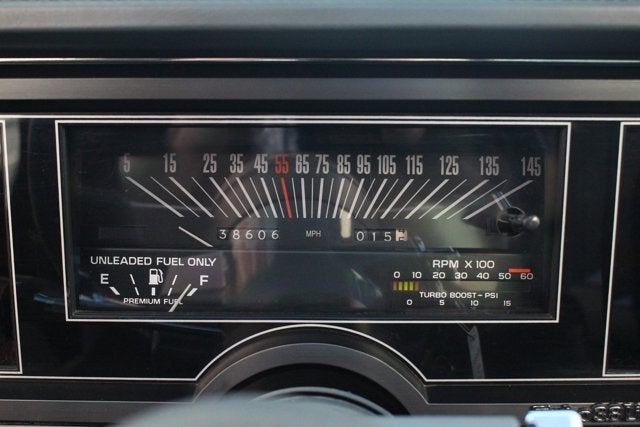 5 15 25 35 45 55 65 75 85 95 105 115 125 135 145
38606 MPH 015
UNLEADED FUEL ONLY
E F
PREMIUM FUEL
RPM X 100
0 10 20 30 40 50 60
TURBO BOOST-PSI
0 5 10 15